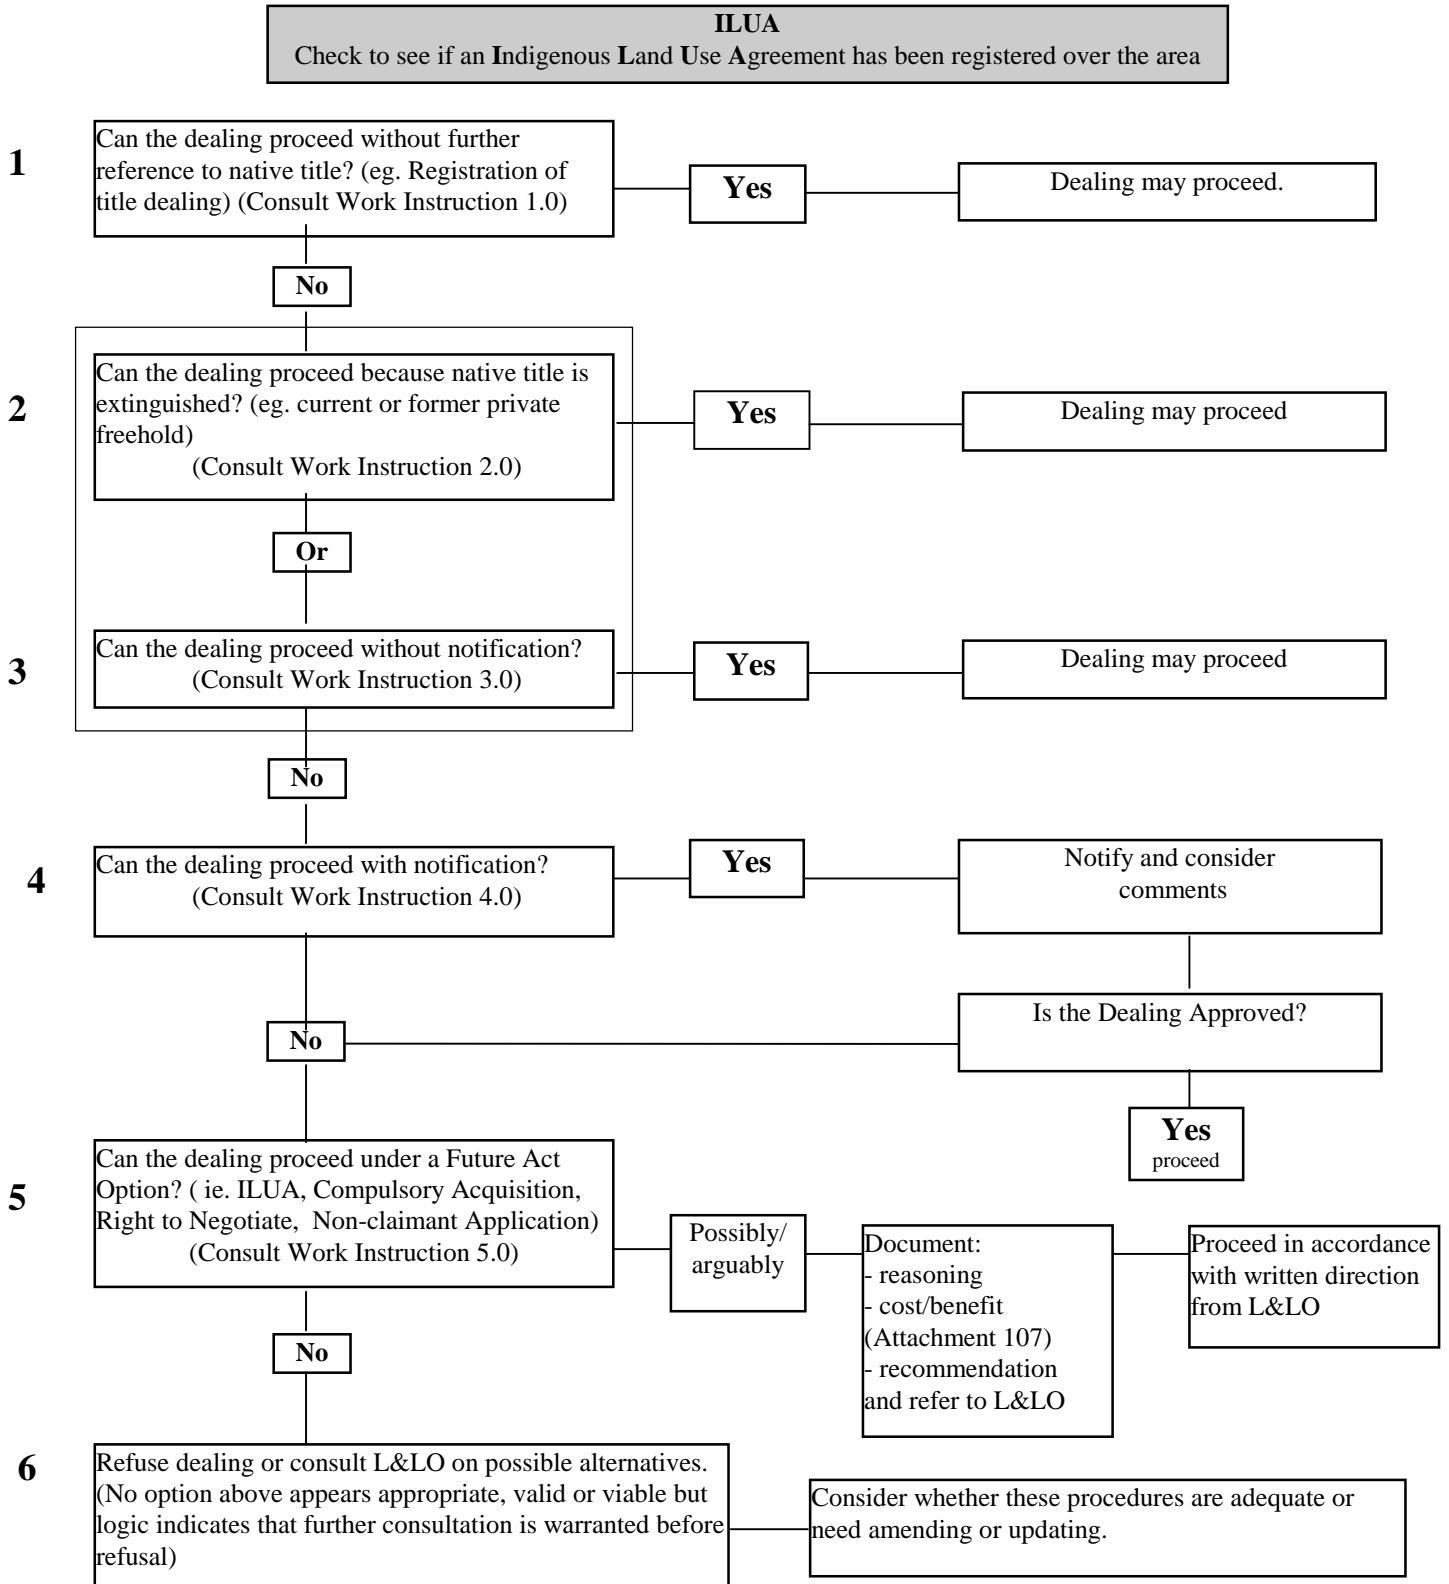 ILUA
Check to see if an Indigenous Land Use Agreement has been registered over the area
1
Can the dealing proceed without further
reference to native title? (eg. Registration of
title dealing) (Consult Work Instruction 1.0)
Yes
Dealing may proceed.
No
2
Can the dealing proceed because native title is
extinguished? (eg. current or former private
freehold)
(Consult Work Instruction 2.0)
Yes
Dealing may proceed
Or
3
Can the dealing proceed without notification?
(Consult Work Instruction 3.0)
Yes
Dealing may proceed
No
4
Can the dealing proceed with notification?
(Consult Work Instruction 4.0)
Yes
Notify and consider
comments
Is the Dealing Approved?
No
Yes
proceed
5
Can the dealing proceed under a Future Act
Option? ( ie. ILUA, Compulsory Acquisition,
Right to Negotiate, Non-claimant Application)
(Consult Work Instruction 5.0)
Possibly/
arguably
Document:
- reasoning
- cost/benefit
(Attachment 107)
- recommendation
and refer to L&LO
Proceed in accordance
with written direction
from L&LO
No
6
Refuse dealing or consult L&LO on possible alternatives.
(No option above appears appropriate, valid or viable but
logic indicates that further consultation is warranted before
refusal)
Consider whether these procedures are adequate or
need amending or updating.